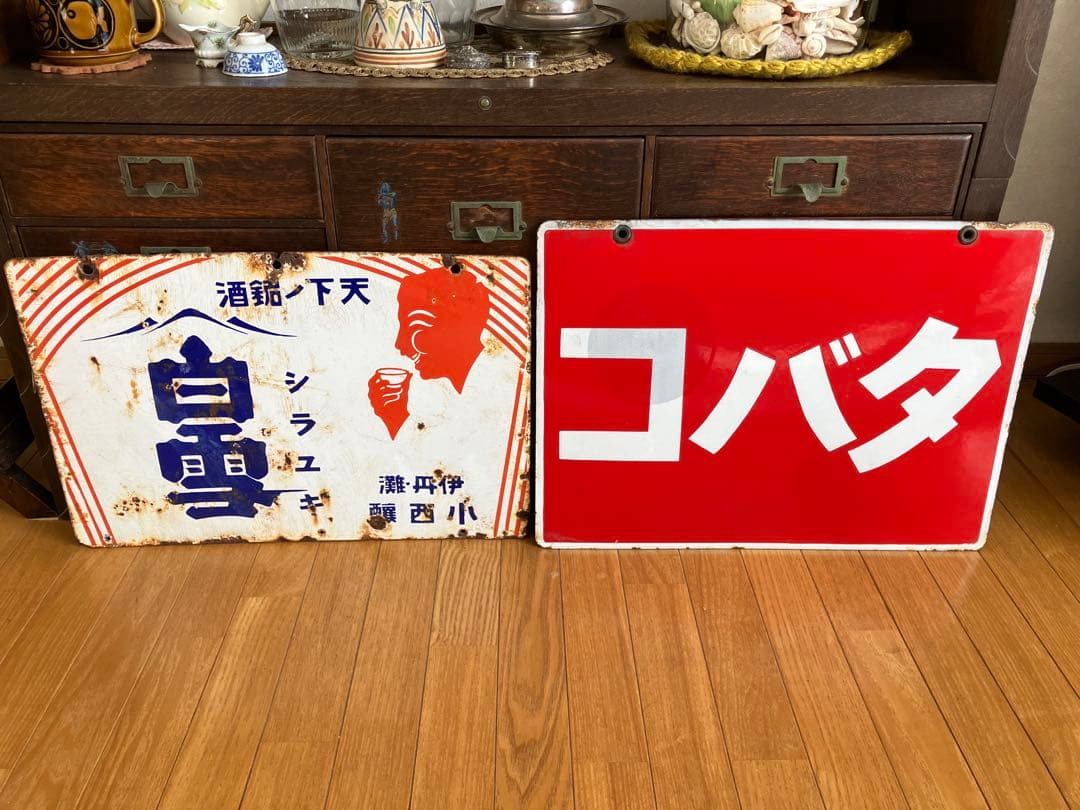 天下ノ銘酒
白雪
シラユキ
伊丹・灘
小西釀
タバコ